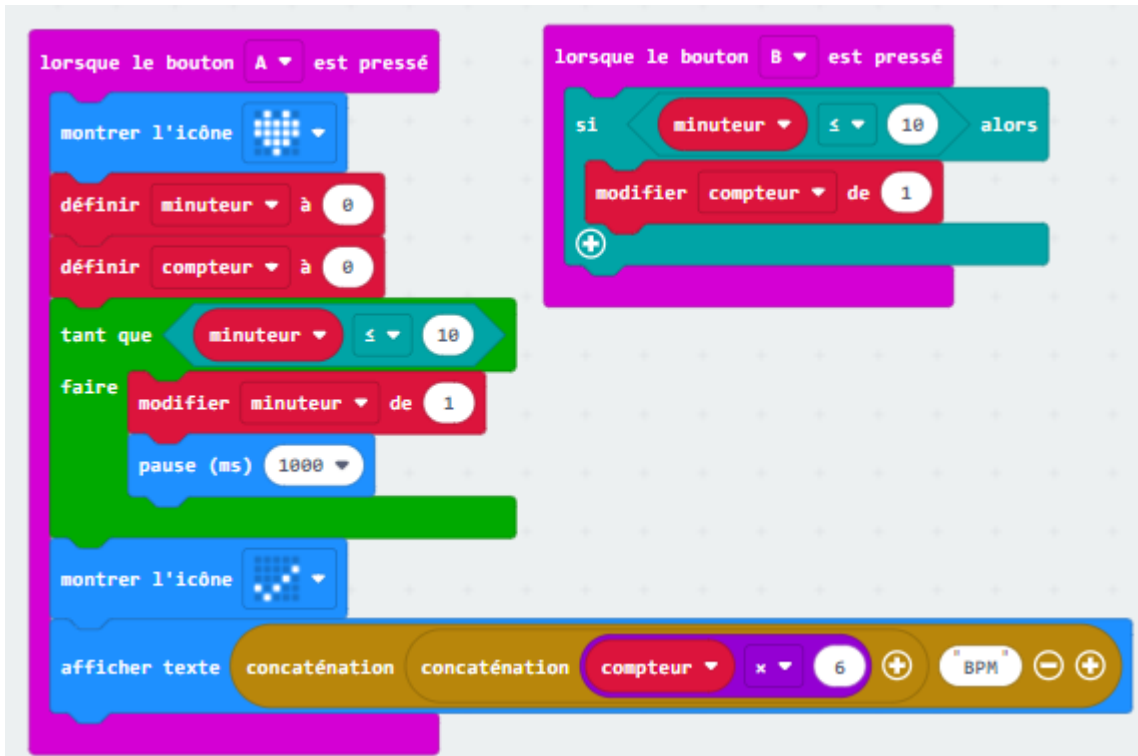 lorsque le bouton A est pressé
montrer l'icône
définir minuteur à 0
définir compteur à 0
tant que minuteur ≤ 10
faire
modifier minuteur de 1
pause (ms) 1000
montrer l'icône
afficher texte concaténation concaténation compteur × 6 "BPM"
lorsque le bouton B est pressé
si minuteur ≤ 10 alors
modifier compteur de 1